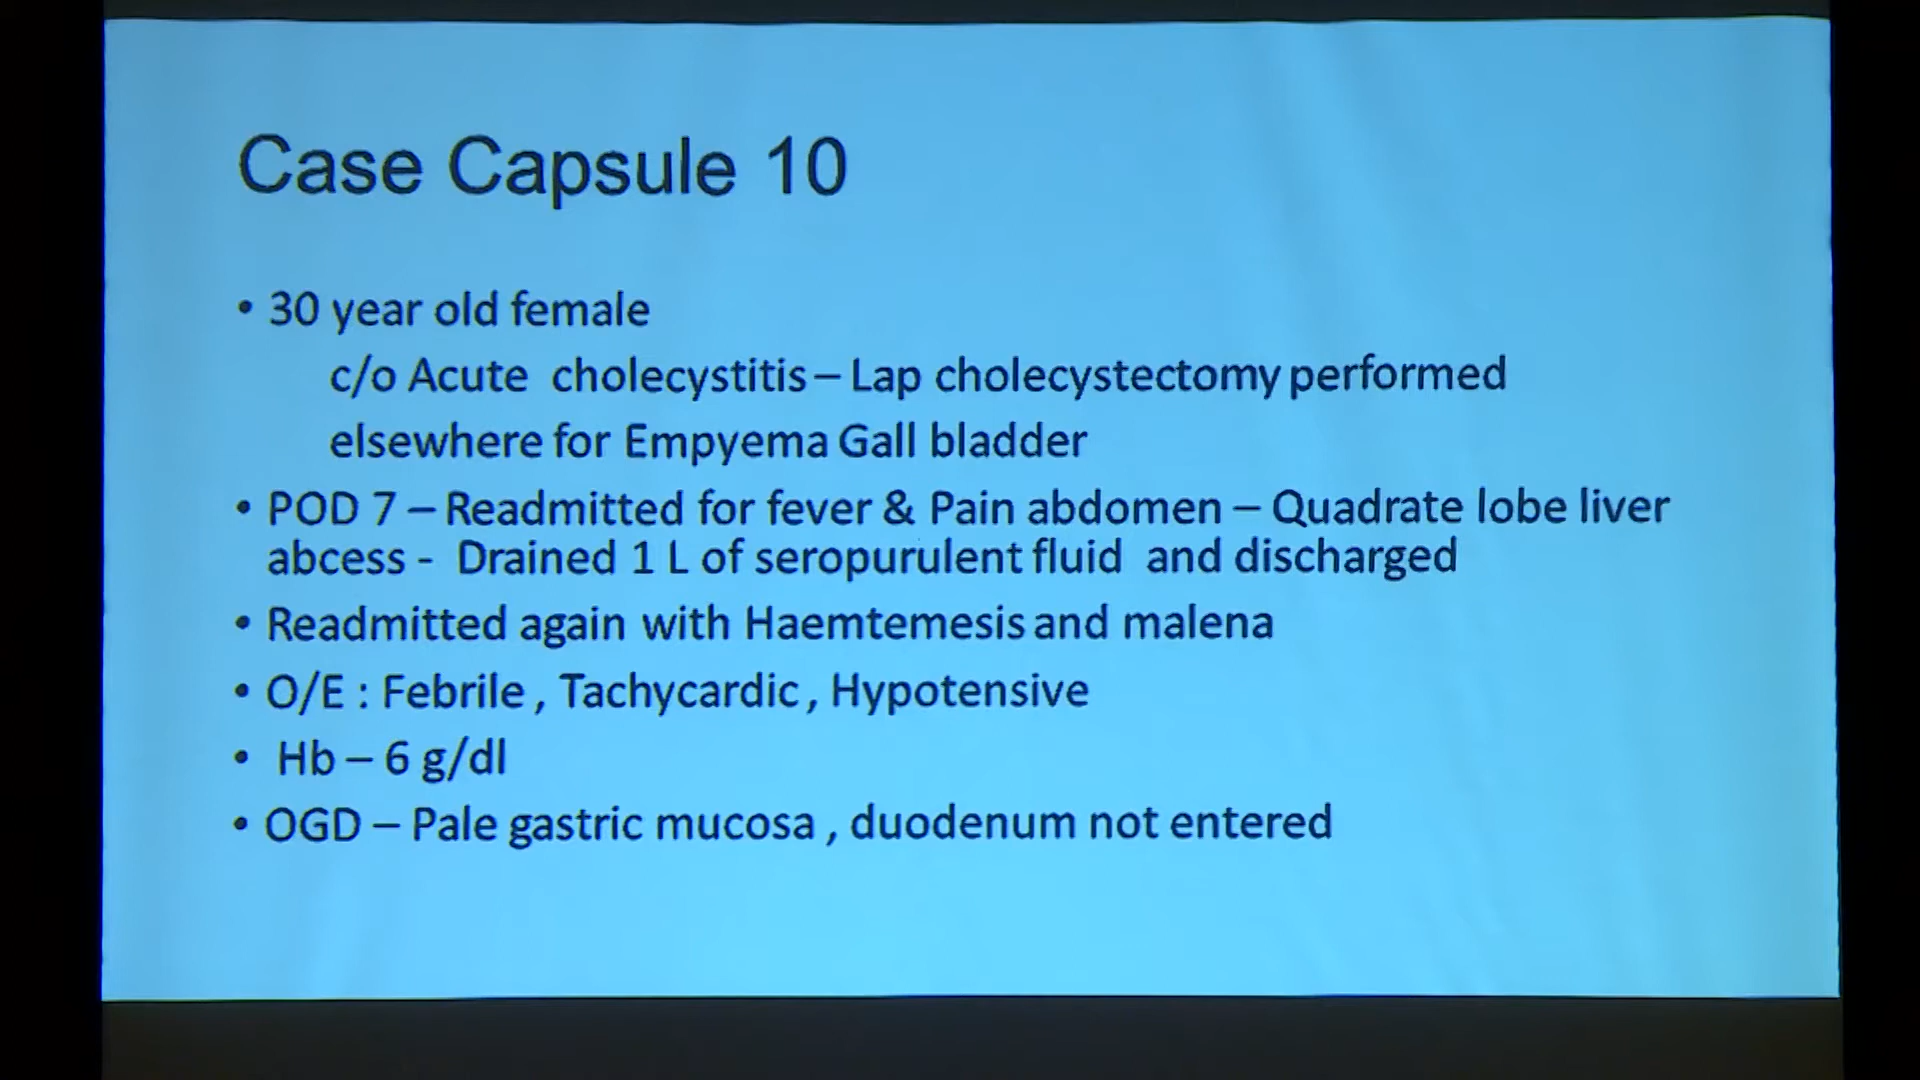 Case Capsule 10
• 30 year old female
c/o Acute cholecystitis – Lap cholecystectomy performed
elsewhere for Empyema Gall bladder
• POD 7 – Readmitted for fever & Pain abdomen – Quadrate lobe liver
abcess - Drained 1 L of seropurulent fluid and discharged
• Readmitted again with Haemtemesis and malena
• O/E : Febrile , Tachycardic , Hypotensive
• Hb – 6 g/dl
• OGD – Pale gastric mucosa , duodenum not entered